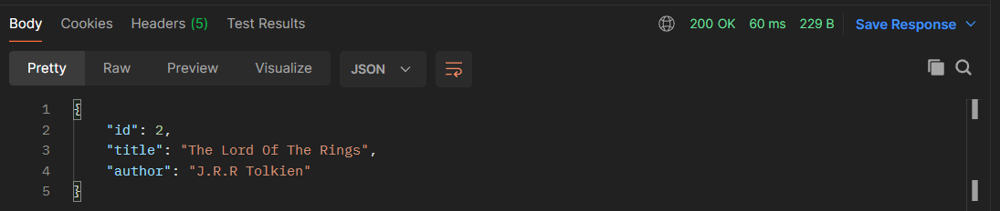 Body Cookies Headers (5) Test Results 200 OK 60 ms 229 B Save Response
Pretty Raw Preview Visualize JSON
1 {
2 "id": 2,
3 "title": "The Lord Of The Rings",
4 "author": "J.R.R Tolkien"
5 }